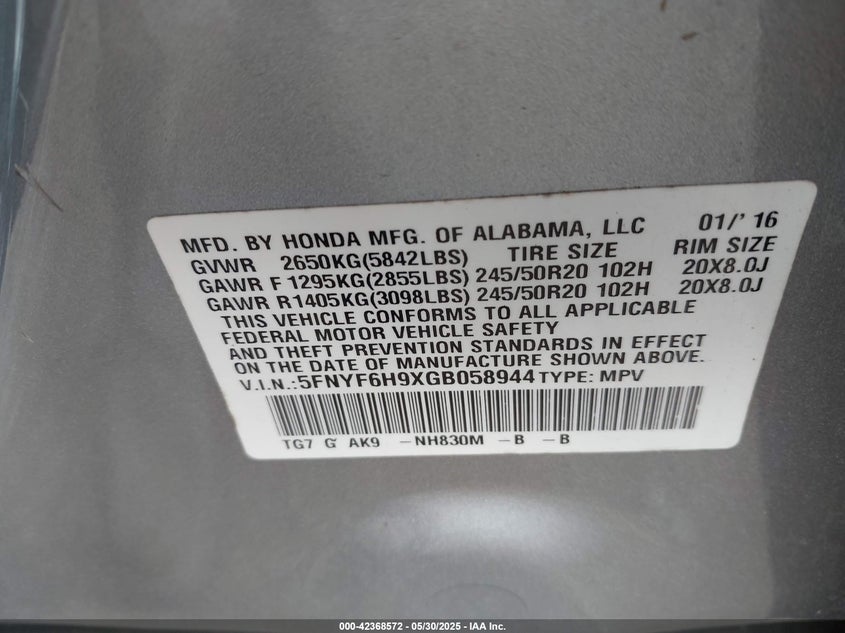 MFD. BY HONDA MFG. OF ALABAMA, LLC 01/'16
GVWR 2650KG(5842LBS) TIRE SIZE RIM SIZE
GAWR F 1295KG(2855LBS) 245/50R20 102H 20X8.0J
GAWR R1405KG(3098LBS) 245/50R20 102H 20X8.0J
THIS VEHICLE CONFORMS TO ALL APPLICABLE
FEDERAL MOTOR VEHICLE SAFETY
AND THEFT PREVENTION STANDARDS IN EFFECT
ON THE DATE OF MANUFACTURE SHOWN ABOVE.
V.I.N.:5FNYF6H9XGB058944 TYPE: MPV
TG7 G AK9 -NH830M -B -B
000-42368572 - 05/30/2025 - IAA Inc.